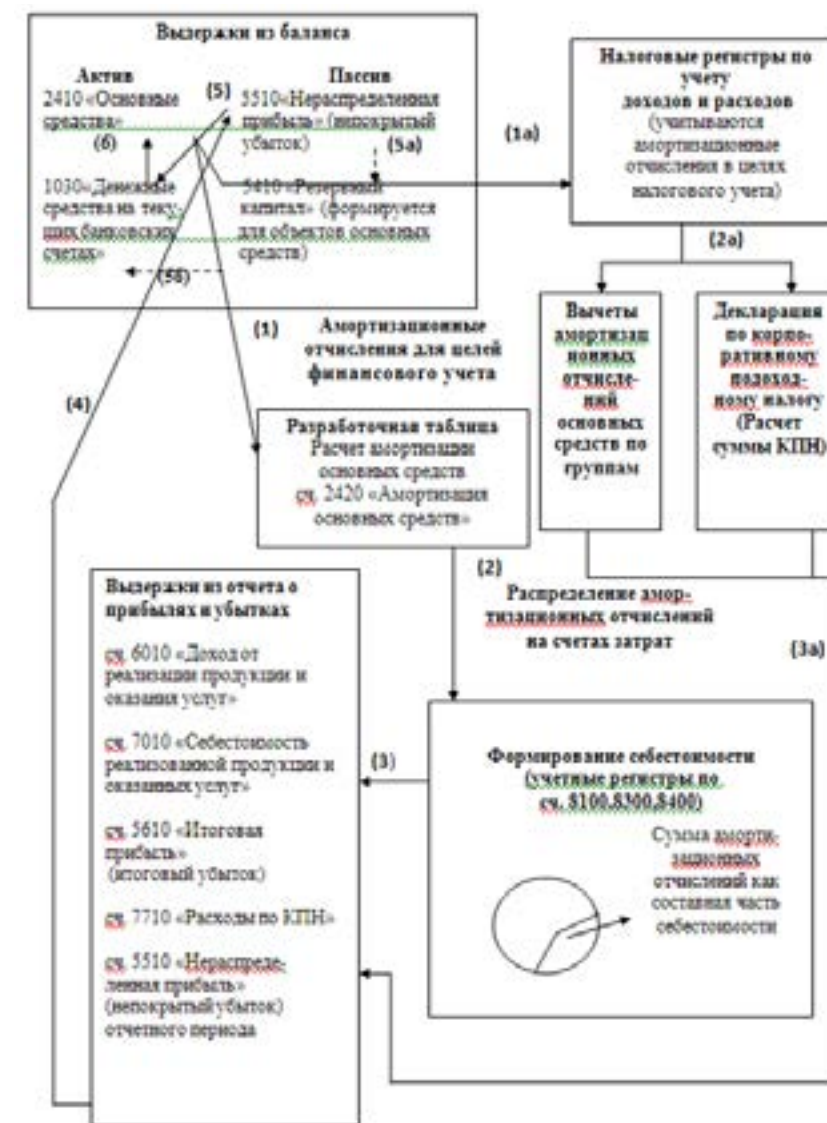 Выдержки из баланса
Актив
2410 «Основные
средства»
(5)
(6)
1030 «Денежные
средства на теку-
щих банковских
счетах»
Пассив
5510 «Нераспределенная
прибыль» (непокрытый
убыток)
(5а)
5410 «Резервный
капитал» (формируется
для объектов основных
средств)
(5б)
(1а)
Налоговые регистры по
учету
доходов и расходов
(учитываются
амортизационные
отчисления в целях
налогового учета)
(2а)
Вычеты
амортизац
ионных
отчисле-
ний
основных
средств по
группам
Декларация
по корпо-
ративному
подоход-
ному налогу
(Расчет
суммы КПН)
(1)
Амортизационные
отчисления для целей
финансового учета
(4)
Разработочная таблица
Расчет амортизации
основных средств
сч. 2420 «Амортизация
основных средств»
(2)
Распределение амор-
тизационных отчислений
на счетах затрат
(3а)
Выдержки из отчета о
прибылях и убытках
сч. 6010 «Доход от
реализации продукции и
оказания услуг»
сч. 7010 «Себестоимость
реализованной продукции и
оказанных услуг»
сч. 5610 «Итоговая
прибыль»
(итоговый убыток)
сч. 7710 «Расходы по КПН»
сч. 5510 «Нераспреде-
ленная прибыль»
(непокрытый убыток)
отчетного периода
(3)
Формирование себестоимости
(учетные регистры по
сч. 8100,8300,8400)
Сумма аморти-
зационных
отчислений как
составная часть
себестоимости